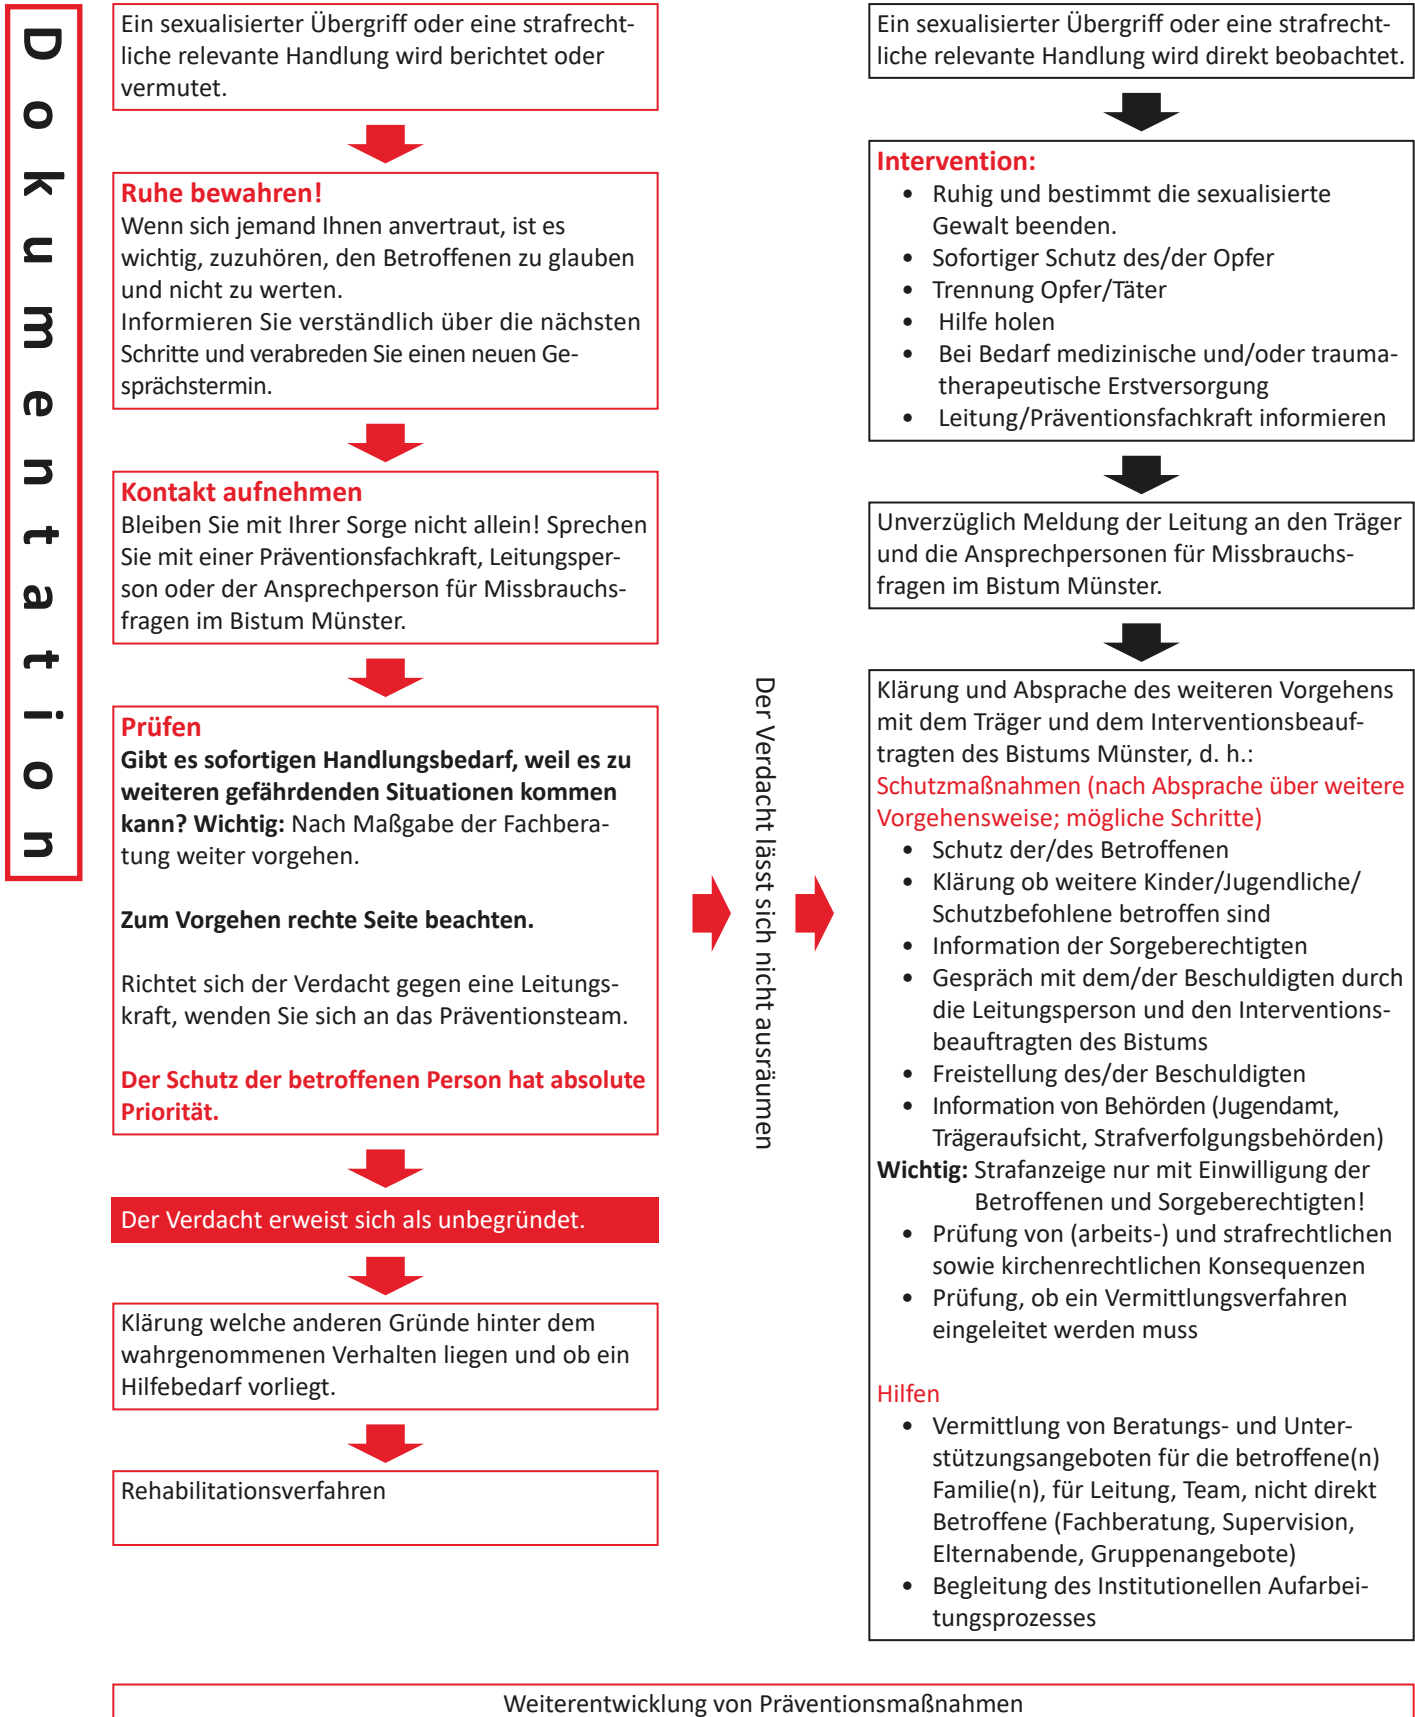 Dokumentation
Ein sexualisierter Übergriff oder eine strafrecht-
liche relevante Handlung wird berichtet oder
vermutet.
Ruhe bewahren!
Wenn sich jemand Ihnen anvertraut, ist es
wichtig, zuzuhören, den Betroffenen zu glauben
und nicht zu werten.
Informieren Sie verständlich über die nächsten
Schritte und verabreden Sie einen neuen Ge-
sprächstermin.
Kontakt aufnehmen
Bleiben Sie mit Ihrer Sorge nicht allein! Sprechen
Sie mit einer Präventionsfachkraft, Leitungsper-
son oder der Ansprechperson für Missbrauchs-
fragen im Bistum Münster.
Prüfen
Gibt es sofortigen Handlungsbedarf, weil es zu
weiteren gefährdenden Situationen kommen
kann? Wichtig: Nach Maßgabe der Fachbera-
tung weiter vorgehen.
Zum Vorgehen rechte Seite beachten.
Richtet sich der Verdacht gegen eine Leitungs-
kraft, wenden Sie sich an das Präventionsteam.
Der Schutz der betroffenen Person hat absolute
Priorität.
Der Verdacht erweist sich als unbegründet.
Klärung welche anderen Gründe hinter dem
wahrgenommenen Verhalten liegen und ob ein
Hilfebedarf vorliegt.
Rehabilitationsverfahren
Der Verdacht lässt sich nicht ausräumen
Ein sexualisierter Übergriff oder eine strafrecht-
liche relevante Handlung wird direkt beobachtet.
Intervention:
• Ruhig und bestimmt die sexualisierte
Gewalt beenden.
• Sofortiger Schutz des/der Opfer
• Trennung Opfer/Täter
• Hilfe holen
• Bei Bedarf medizinische und/oder trauma-
therapeutische Erstversorgung
• Leitung/Präventionsfachkraft informieren
Unverzüglich Meldung der Leitung an den Träger
und die Ansprechpersonen für Missbrauchs-
fragen im Bistum Münster.
Klärung und Absprache des weiteren Vorgehens
mit dem Träger und dem Interventionsbeauf-
tragten des Bistums Münster, d. h.:
Schutzmaßnahmen (nach Absprache über weitere
Vorgehensweise; mögliche Schritte)
• Schutz der/des Betroffenen
• Klärung ob weitere Kinder/Jugendliche/
Schutzbefohlene betroffen sind
• Information der Sorgeberechtigten
• Gespräch mit dem/der Beschuldigten durch
die Leitungsperson und den Interventions-
beauftragten des Bistums
• Freistellung des/der Beschuldigten
• Information von Behörden (Jugendamt,
Trägeraufsicht, Strafverfolgungsbehörden)
Wichtig: Strafanzeige nur mit Einwilligung der
Betroffenen und Sorgeberechtigten!
• Prüfung von (arbeits-) und strafrechtlichen
sowie kirchenrechtlichen Konsequenzen
• Prüfung, ob ein Vermittlungsverfahren
eingeleitet werden muss
Hilfen
• Vermittlung von Beratungs- und Unter-
stützungsangeboten für die betroffene(n)
Familie(n), für Leitung, Team, nicht direkt
Betroffene (Fachberatung, Supervision,
Elternabende, Gruppenangebote)
• Begleitung des Institutionellen Aufarbei-
tungsprozesses
Weiterentwicklung von Präventionsmaßnahmen